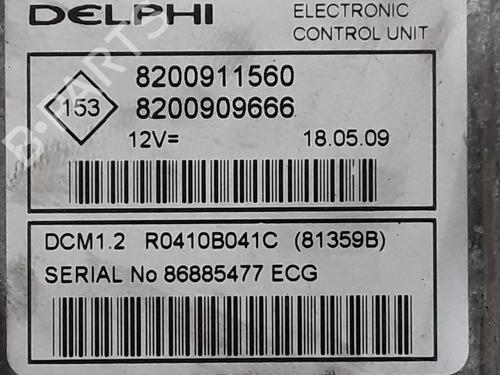 DELPHI
ELECTRONIC
CONTROL UNIT
153
8200911560
8200909666
12V=
18.05.09
DCM1.2 R0410B041C (81359B)
SERIAL No 86885477 ECG
B-PARTS